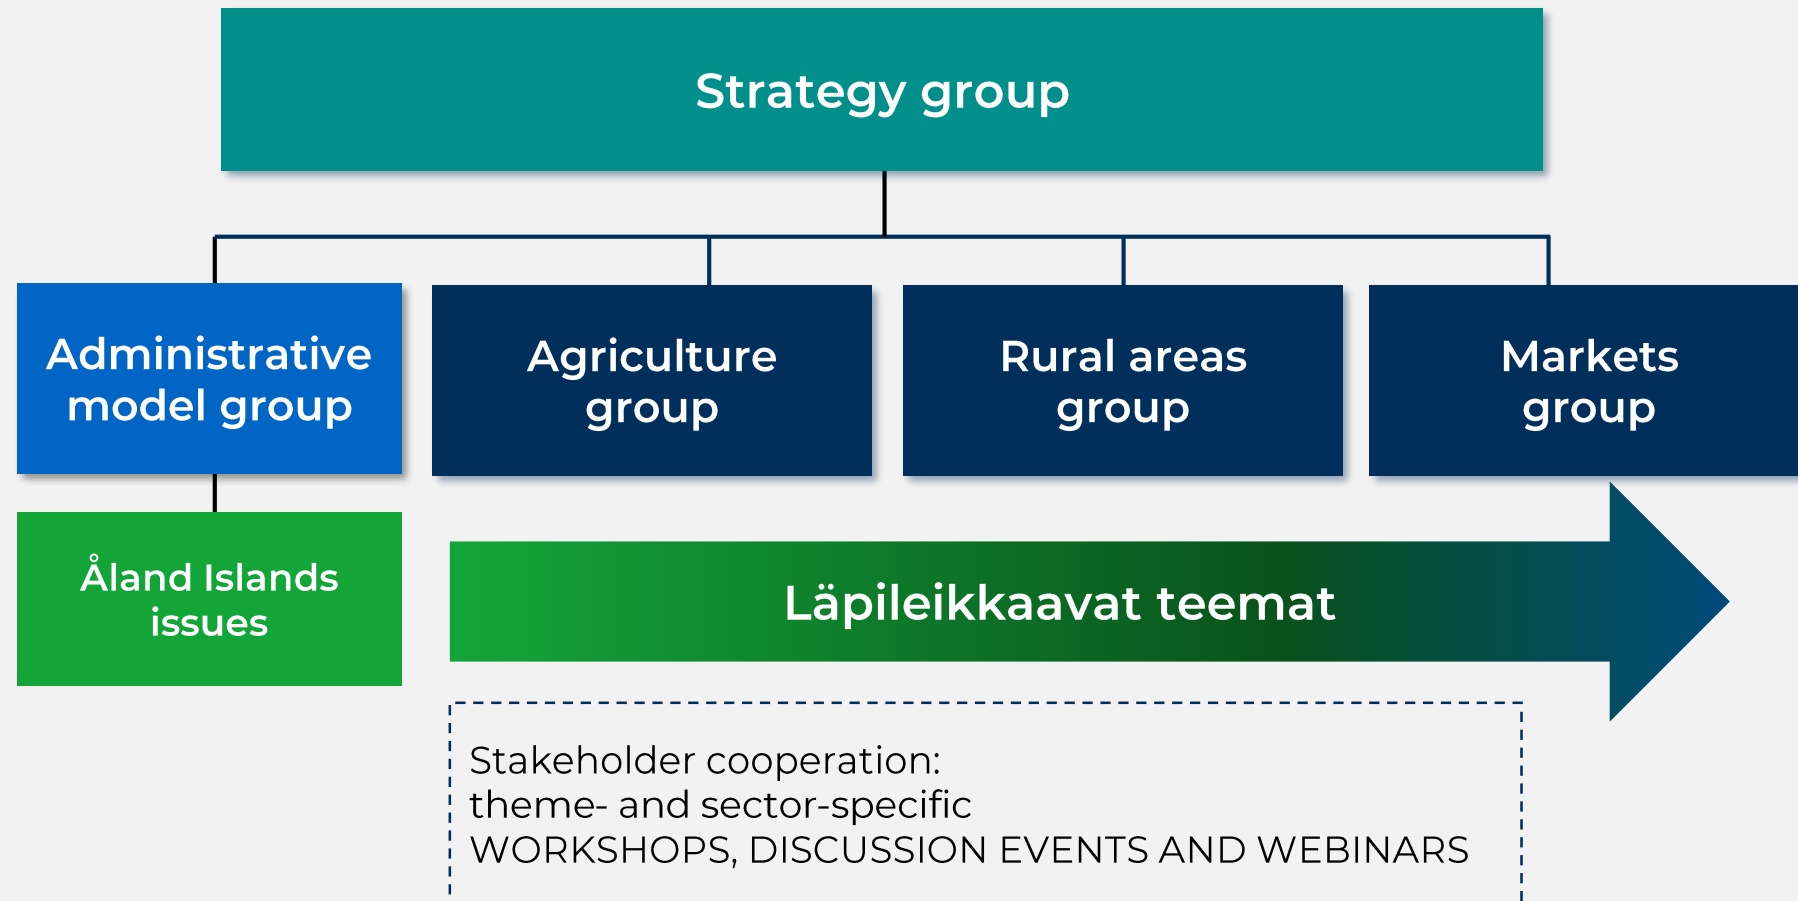 Strategy group
Administrative
model group
Agriculture
group
Rural areas
group
Markets
group
Åland Islands
issues
Läpileikkaavat teemat
Stakeholder cooperation:
theme- and sector-specific
WORKSHOPS, DISCUSSION EVENTS AND WEBINARS